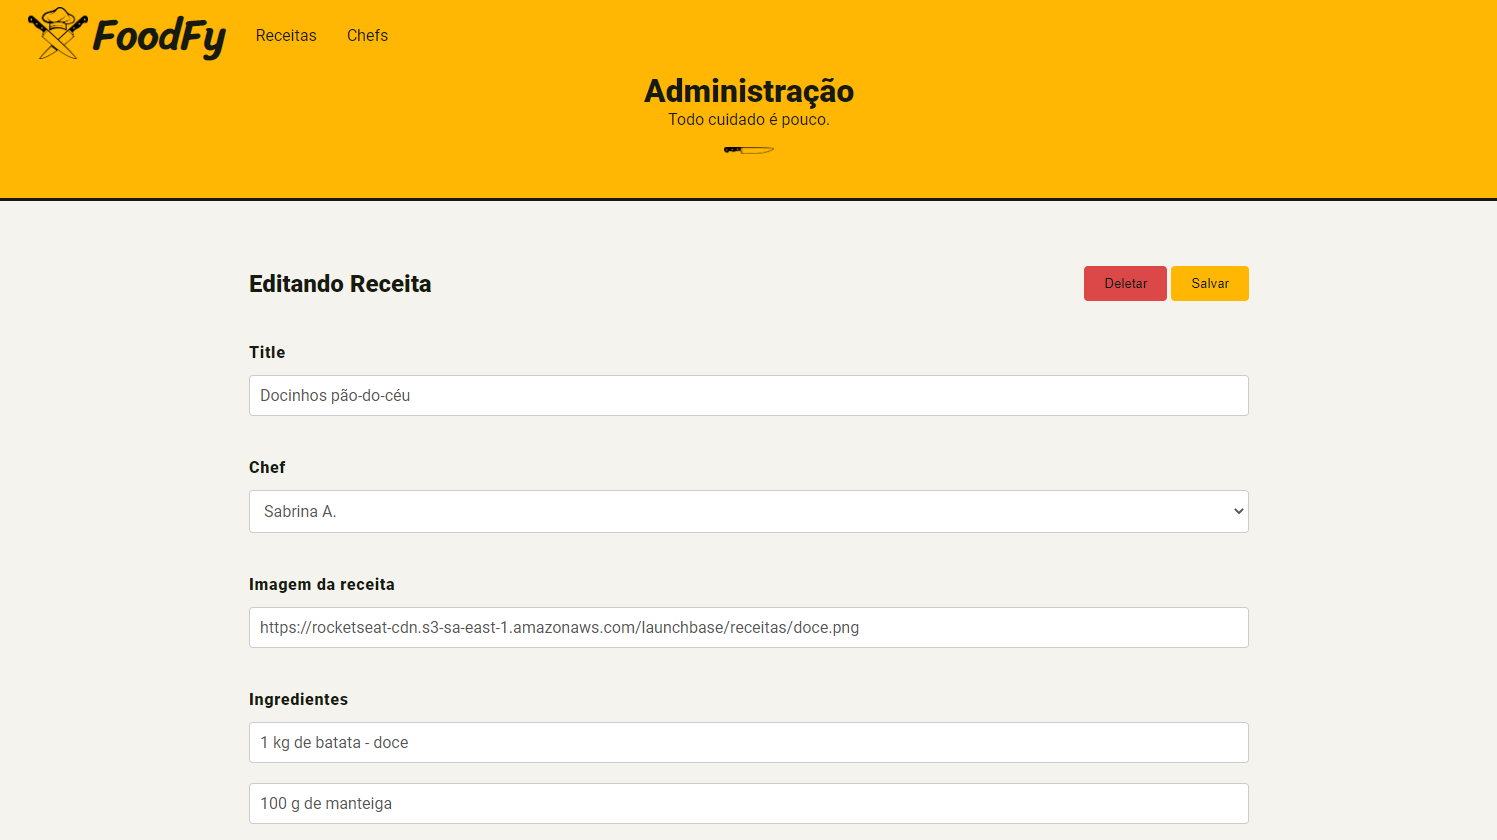 FoodFy Receitas Chefs
Administração
Todo cuidado é pouco.
Editando Receita Deletar Salvar
Title
Docinhos pão-do-céu
Chef
Sabrina A.
Imagem da receita
https://rocketseat-cdn.s3-sa-east-1.amazonaws.com/launchbase/receitas/doce.png
Ingredientes
1 kg de batata - doce
100 g de manteiga